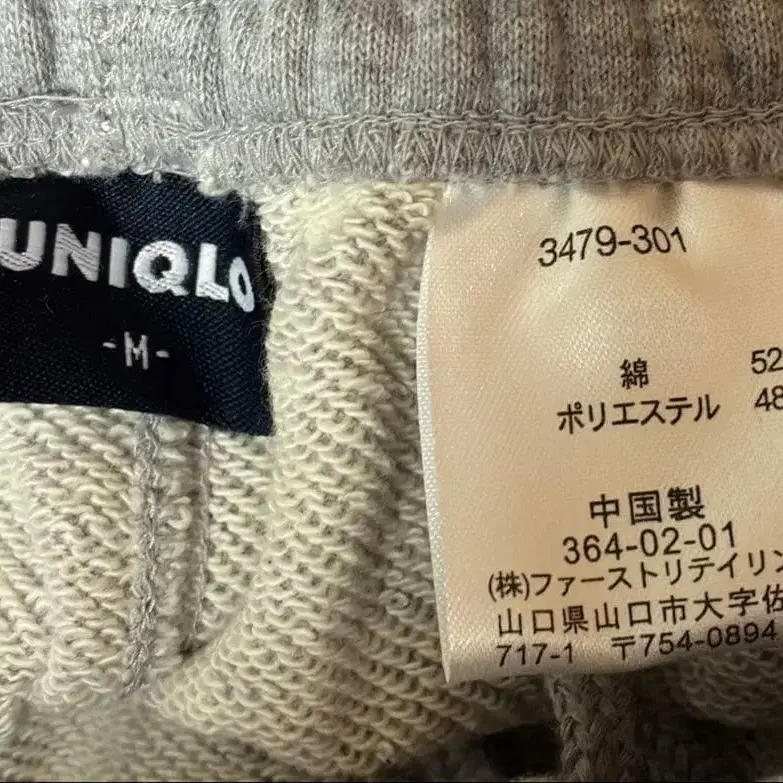 UNIQLO
-M-
3479-301
綿 52
ポリエステル 48
中国製
364-02-01
(株)ファーストリテイリン
山口県山口市大字佐
717-1 〒754-0894